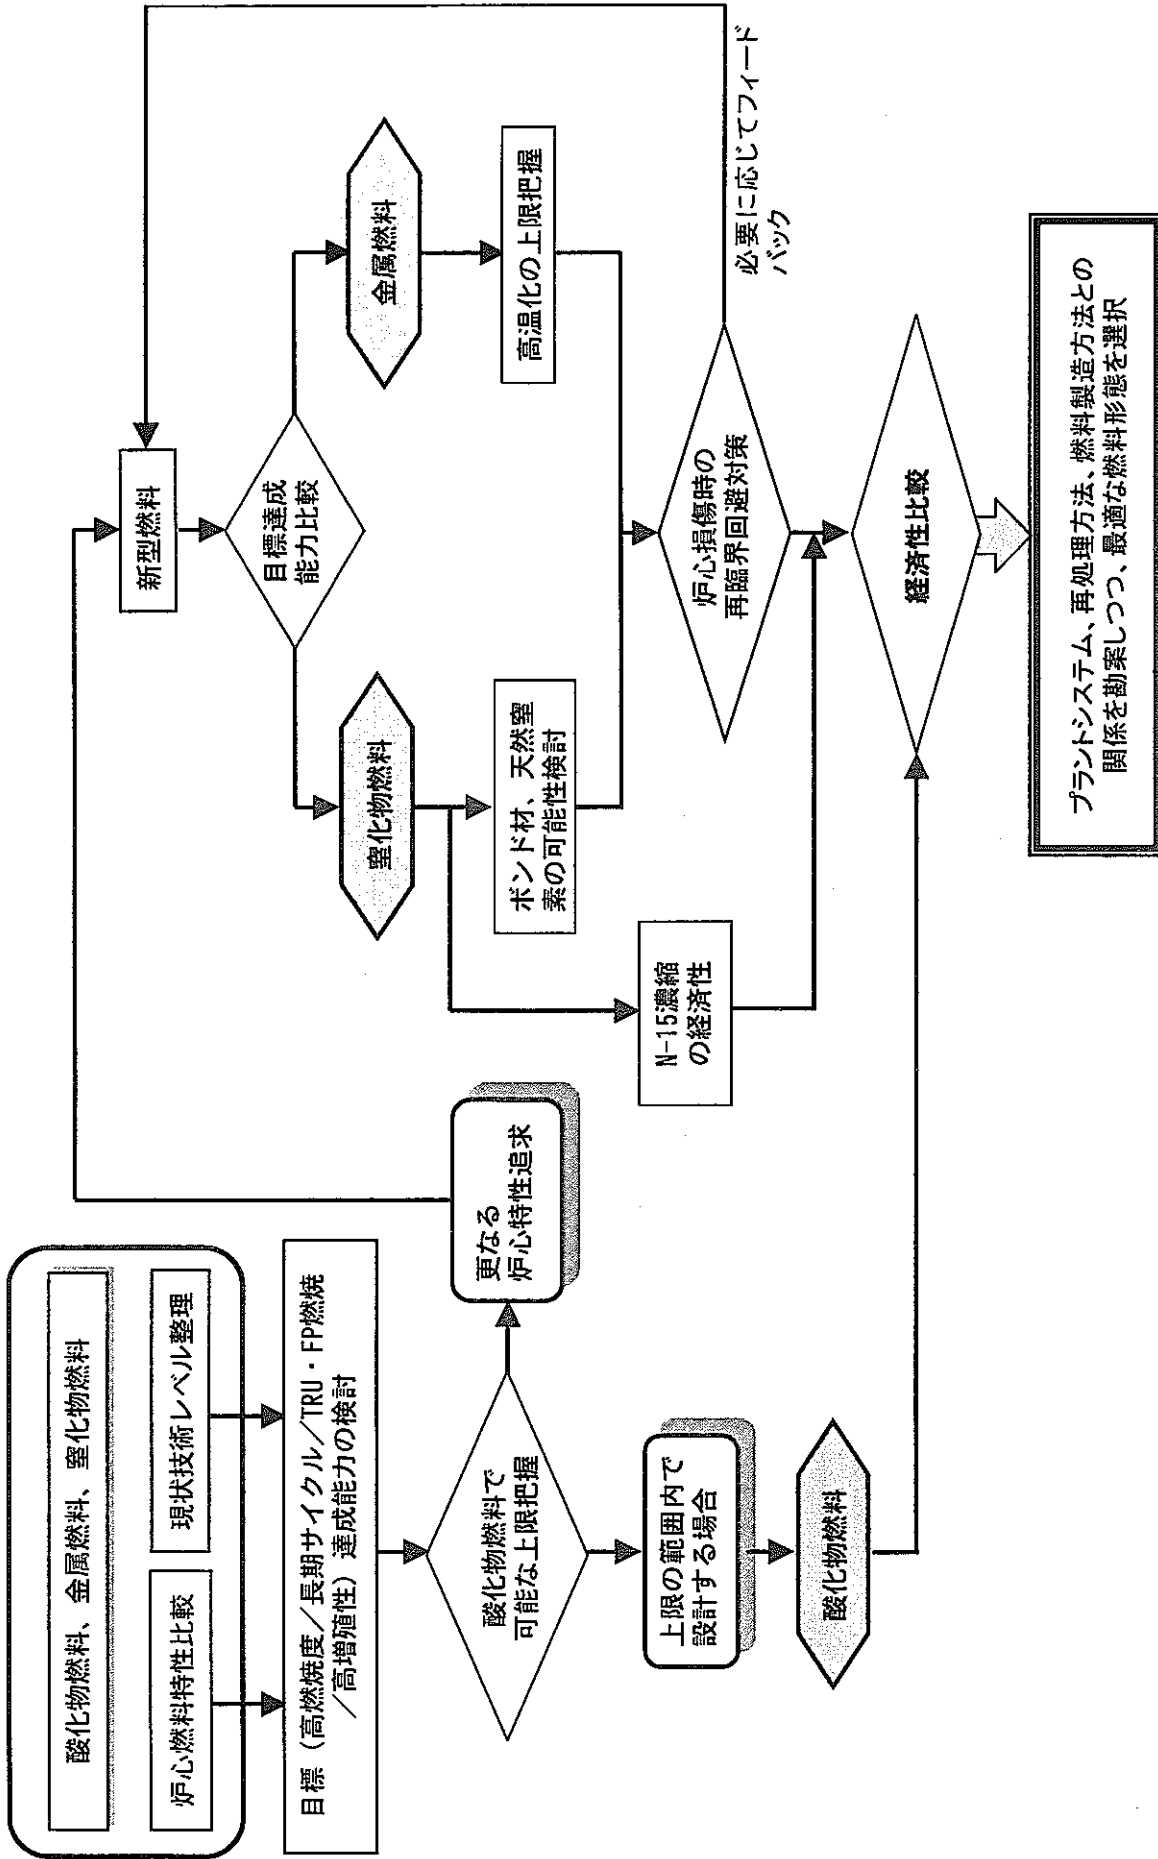 酸化物燃料、金属燃料、窒化物燃料
炉心燃料特性比較
現状技術レベル整理
目標（高燃焼度／長期サイクル／TRU・FP燃焼
／高増殖性）達成能力の検討
酸化物燃料で
可能な上限把握
更なる
炉心特性追求
上限の範囲内で
設計する場合
酸化物燃料
新型燃料
目標達成
能力比較
窒化物燃料
金属燃料
ボンド材、天然窒
素の可能性検討
高温化の上限把握
N-15濃縮
の経済性
炉心損傷時の
再臨界回避対策
必要に応じてフィード
バック
経済性比較
プラントシステム、再処理方法、燃料製造方法との
関係を勘案しつつ、最適な燃料形態を選択